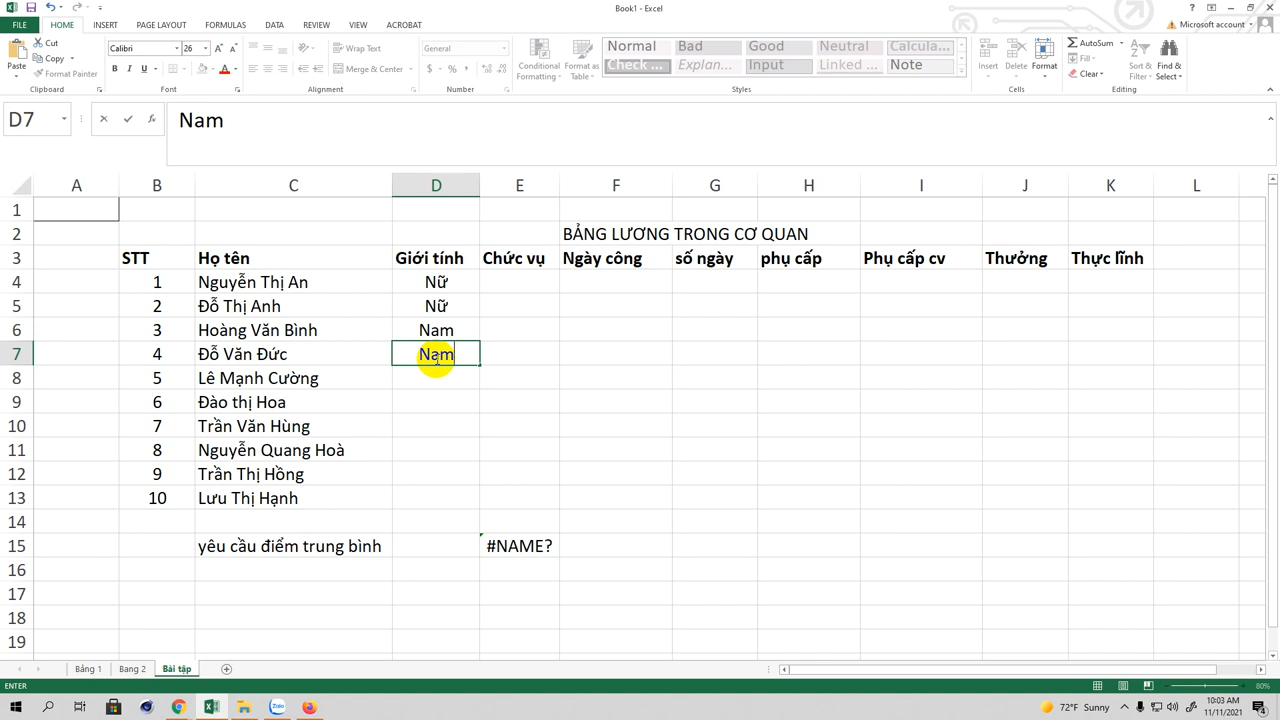 Book1 - Excel
FILE HOME INSERT PAGE LAYOUT FORMULAS DATA REVIEW VIEW ACROBAT
Microsoft account
Paste Cut Copy Format Painter
Calibri 26
Wrap Text
Merge & Center
General
Conditional Formatting
Format as Table
Normal Bad Good Neutral Calcula...
Check ... Explan... Input Linked ... Note
Insert Delete Format
AutoSum Fill Clear
Sort & Filter
Find & Select
Clipboard Font Alignment Number Styles Cells Editing
D7 Nam
A B C D E F G H I J K L
1
2 BẢNG LƯƠNG TRONG CƠ QUAN
3 STT Họ tên Giới tính Chức vụ Ngày công số ngày phụ cấp Phụ cấp cv Thưởng Thực lĩnh
4 1 Nguyễn Thị An Nữ
5 2 Đỗ Thị Anh Nữ
6 3 Hoàng Văn Bình Nam
7 4 Đỗ Văn Đức Nam
8 5 Lê Mạnh Cường
9 6 Đào thị Hoa
10 7 Trần Văn Hùng
11 8 Nguyễn Quang Hoà
12 9 Trần Thị Hồng
13 10 Lưu Thị Hạnh
14
15 yêu cầu điểm trung bình #NAME?
16
17
18
19
Bảng 1 Bang 2 Bài tập
ENTER 80%
72°F Sunny 10:03 AM
11/11/2021